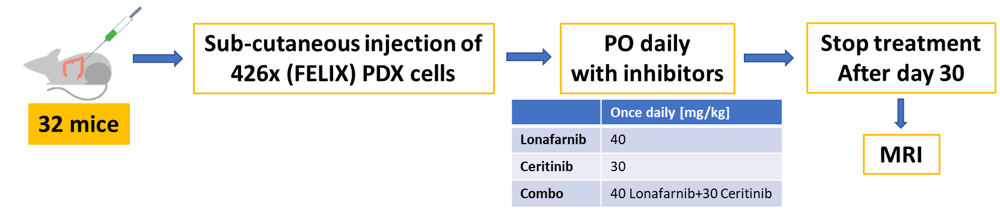 32 mice
Sub-cutaneous injection of
426x (FELIX) PDX cells
PO daily
with inhibitors
Once daily [mg/kg]
Lonafarnib 40
Ceritinib 30
Combo 40 Lonafarnib+30 Ceritinib
Stop treatment
After day 30
MRI